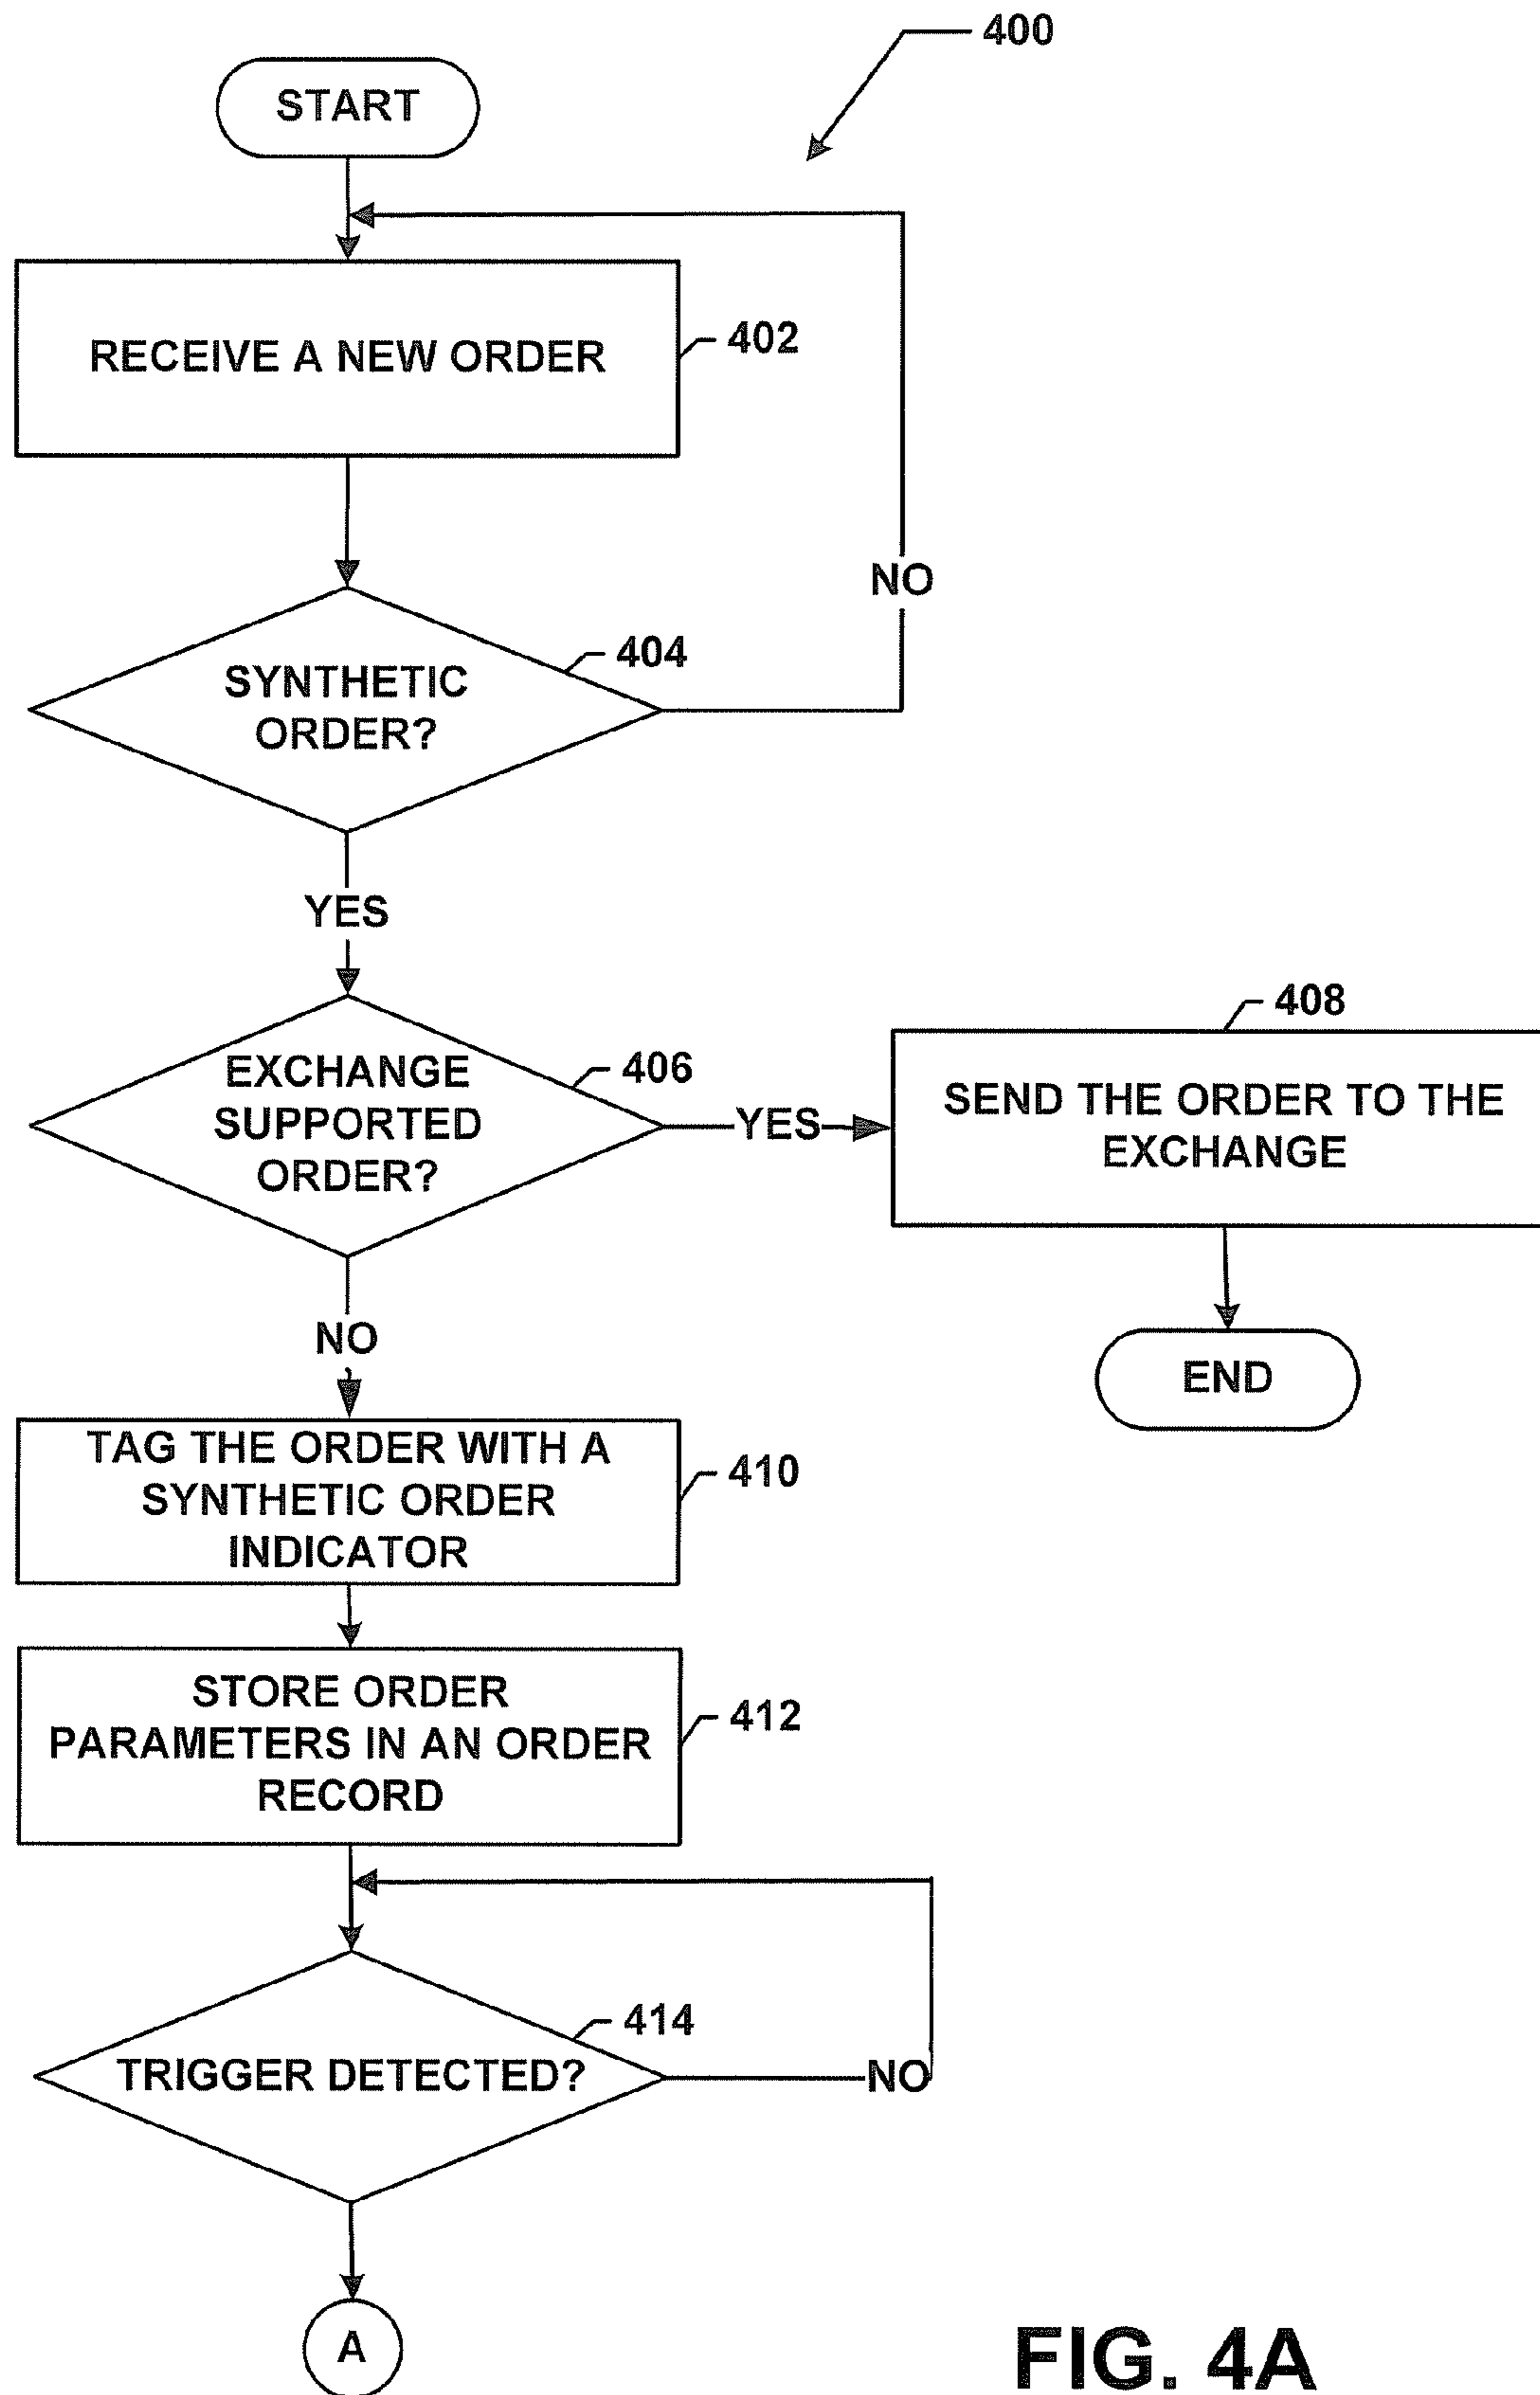 400
START
RECEIVE A NEW ORDER
402
NO
SYNTHETIC
ORDER?
404
YES
EXCHANGE
SUPPORTED
ORDER?
406
YES
408
SEND THE ORDER TO THE
EXCHANGE
END
NO
TAG THE ORDER WITH A
SYNTHETIC ORDER
INDICATOR
410
STORE ORDER
PARAMETERS IN AN ORDER
RECORD
412
TRIGGER DETECTED?
414
NO
A
FIG. 4A